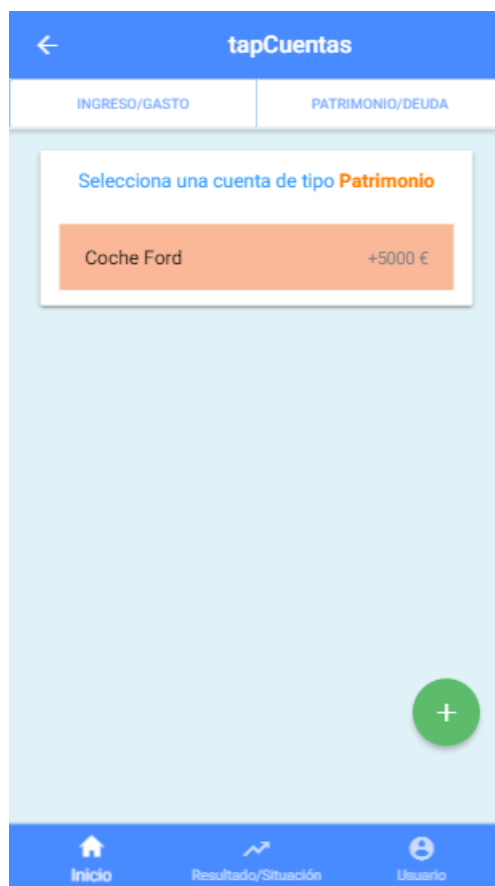 tapCuentas
INGRESO/GASTO PATRIMONIO/DEUDA
Selecciona una cuenta de tipo Patrimonio
Coche Ford +5000 €
Inicio Resultado/Situación Usuario